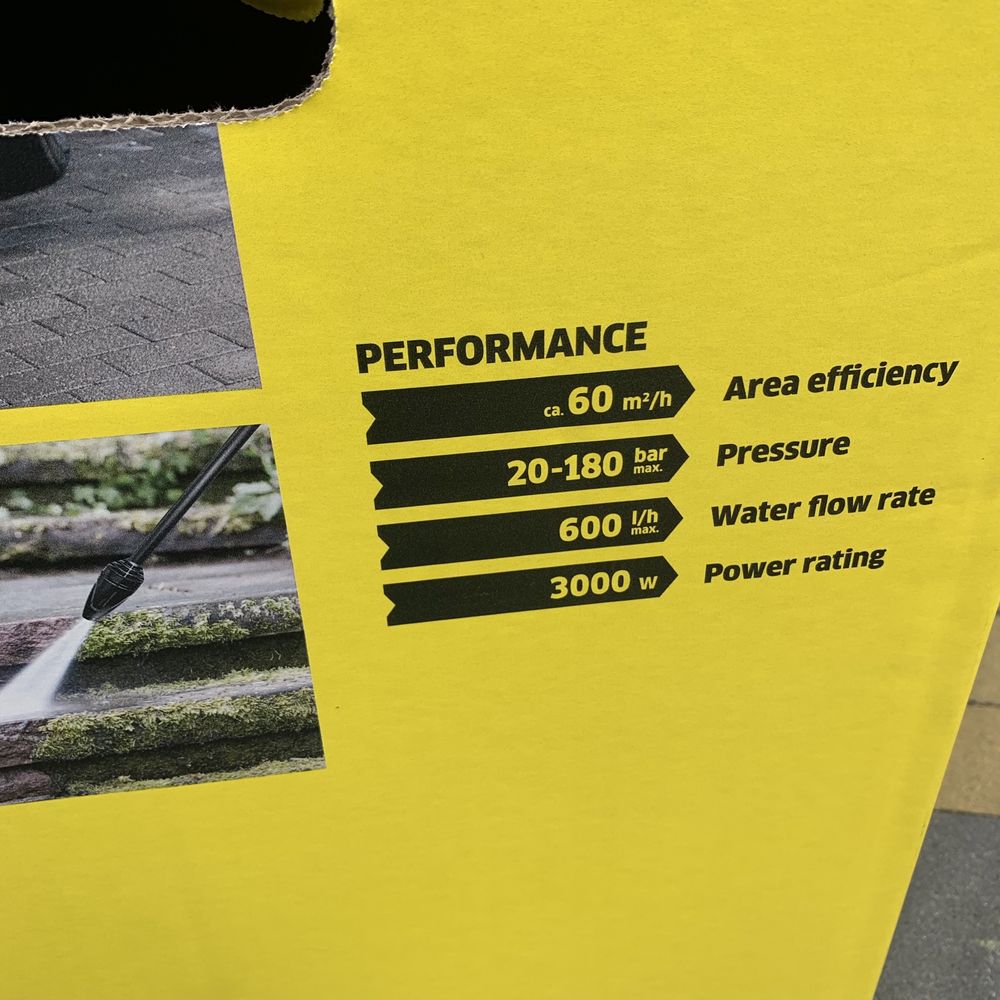 PERFORMANCE
ca. 60 m²/h Area efficiency
20-180 bar max. Pressure
600 l/h max. Water flow rate
3000 W Power rating